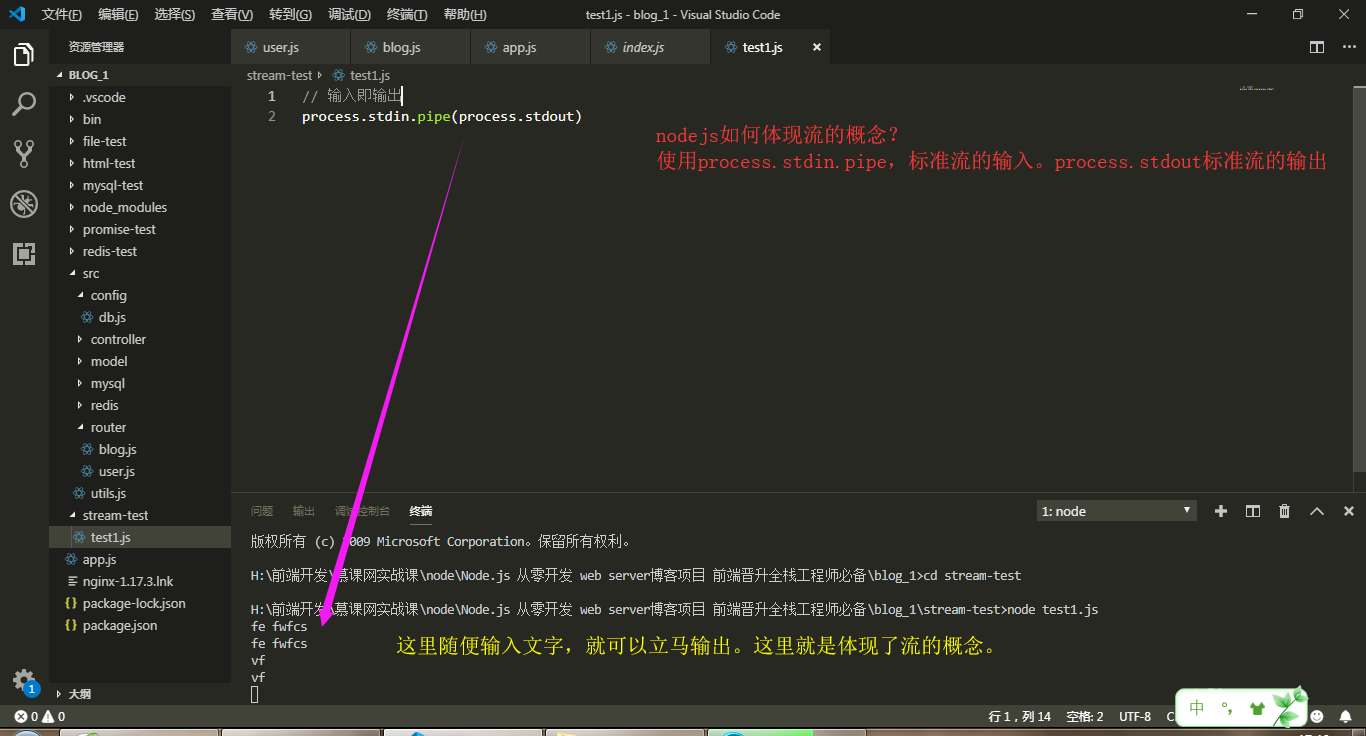 文件(F) 编辑(E) 选择(S) 查看(V) 转到(G) 调试(D) 终端(T) 帮助(H) test1.js - blog_1 - Visual Studio Code
资源管理器
user.js blog.js app.js index.js test1.js
BLOG_1
.vscode
bin
file-test
html-test
mysql-test
node_modules
promise-test
redis-test
src
config
db.js
controller
model
mysql
redis
router
blog.js
user.js
utils.js
stream-test
test1.js
app.js
nginx-1.17.3.lnk
package-lock.json
package.json
大纲
stream-test test1.js
1 // 输入即输出
2 process.stdin.pipe(process.stdout)
nodejs如何体现流的概念?
使用process.stdin.pipe, 标准流的输入。process.stdout标准流的输出
问题 输出 调试控制台 终端 1: node
版权所有 (c) 2009 Microsoft Corporation。保留所有权利。
H:\前端开发\慕课网实战课\node\Node.js 从零开发 web server博客项目 前端晋升全栈工程师必备\blog_1>cd stream-test
H:\前端开发\慕课网实战课\node\Node.js 从零开发 web server博客项目 前端晋升全栈工程师必备\blog_1\stream-test>node test1.js
fe fwfcs
fe fwfcs
vf
vf
这里随便输入文字, 就可以立马输出。这里就是体现了流的概念。
1
0 0 行 1，列 14 空格: 2 UTF-8 C
中 °,